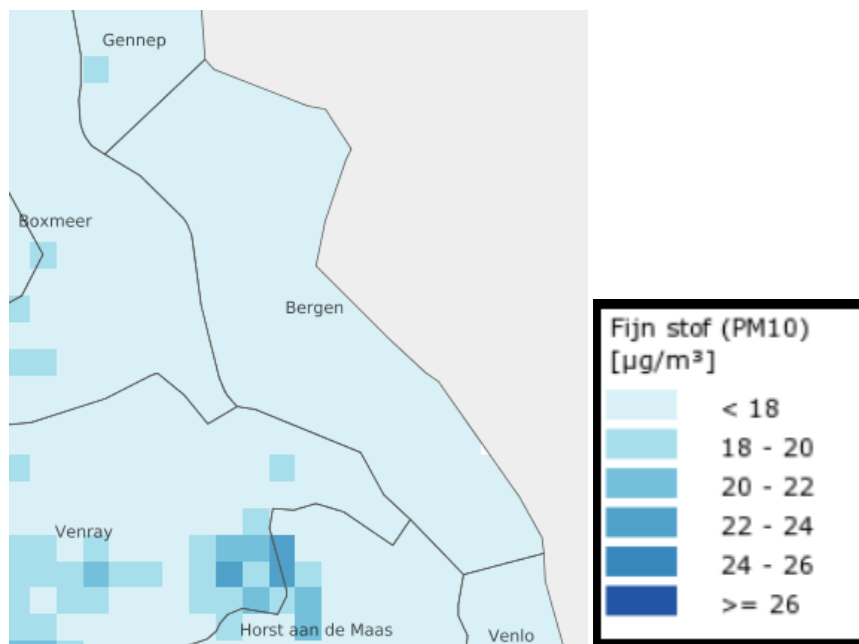 Gennep
Boxmeer
Bergen
Venray
Horst aan de Maas
Venlo
Fijn stof (PM10)
[µg/m³]
< 18
18 - 20
20 - 22
22 - 24
24 - 26
>= 26